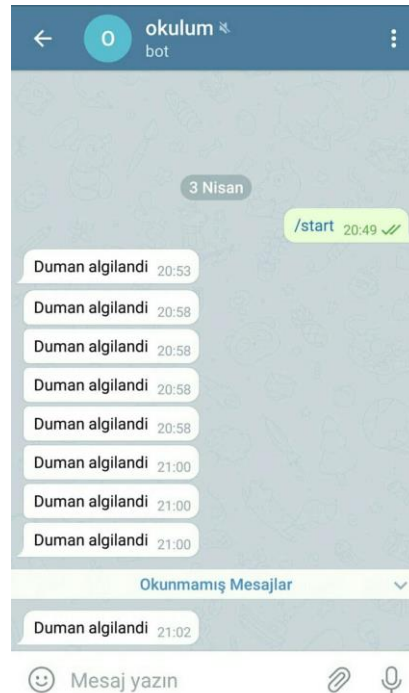 O
okulum
bot
3 Nisan
/start 20:49
Duman algilandi 20:53
Duman algilandi 20:58
Duman algilandi 20:58
Duman algilandi 20:58
Duman algilandi 20:58
Duman algilandi 21:00
Duman algilandi 21:00
Duman algilandi 21:00
Okunmamış Mesajlar
Duman algilandi 21:02
Mesaj yazın